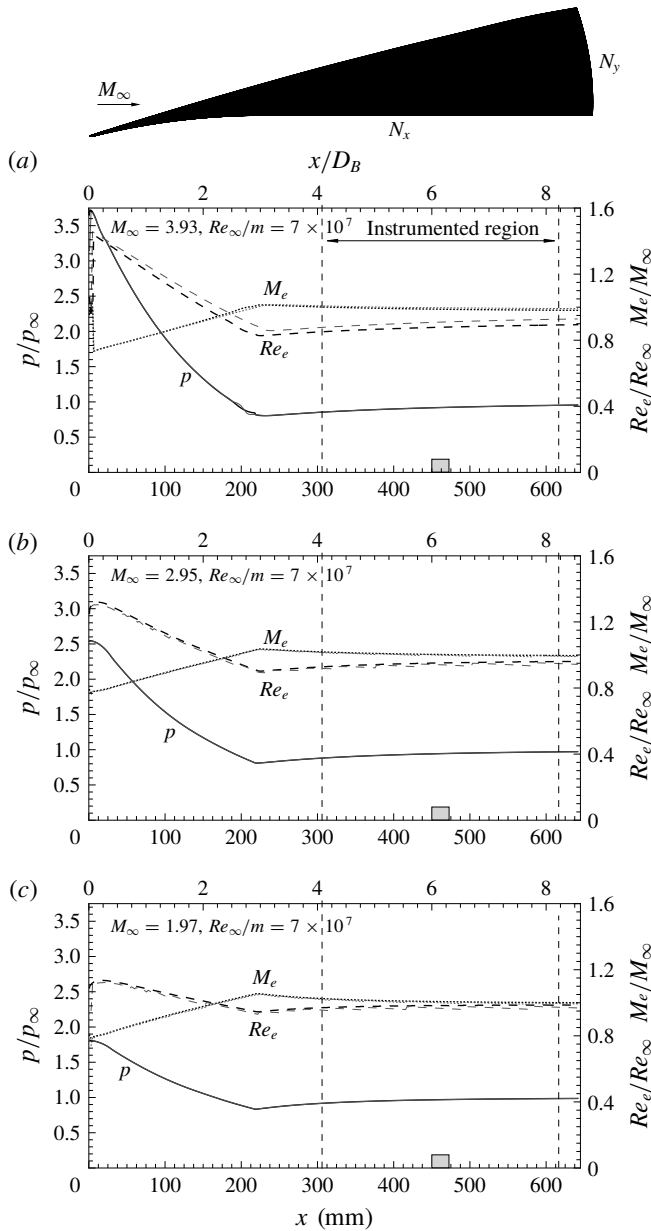 M∞
N_y
N_x
(a)
x/D_B
0 2 4 6 8
M∞ = 3.93, Re∞/m = 7 × 10^7
Instrumented region
3.5
3.0
2.5
2.0
1.5
1.0
0.5
p/p∞
M_e
Re_e
p
1.6
1.2
0.8
0.4
0
Re_e/Re∞ M_e/M∞
0 100 200 300 400 500 600
(b)
0 2 4 6 8
M∞ = 2.95, Re∞/m = 7 × 10^7
3.5
3.0
2.5
2.0
1.5
1.0
0.5
p/p∞
M_e
Re_e
p
1.6
1.2
0.8
0.4
0
Re_e/Re∞ M_e/M∞
0 100 200 300 400 500 600
(c)
0 2 4 6 8
M∞ = 1.97, Re∞/m = 7 × 10^7
3.5
3.0
2.5
2.0
1.5
1.0
0.5
p/p∞
M_e
Re_e
p
1.6
1.2
0.8
0.4
0
Re_e/Re∞ M_e/M∞
0 100 200 300 400 500 600
x (mm)